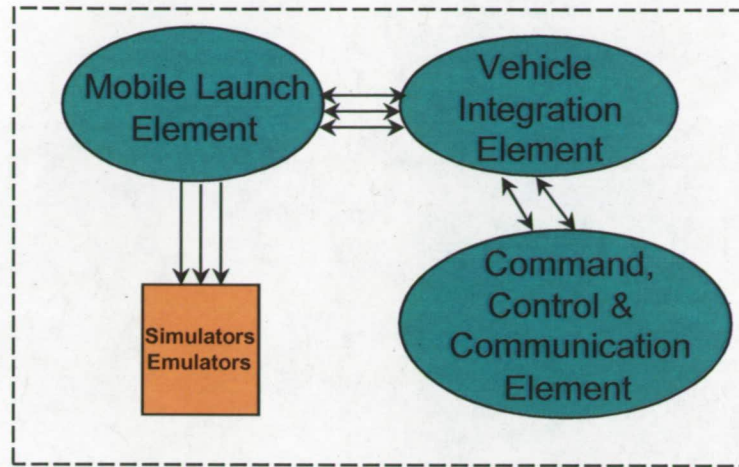 Mobile Launch
Element
Vehicle
Integration
Element
Simulators
Emulators
Command,
Control &
Communication
Element